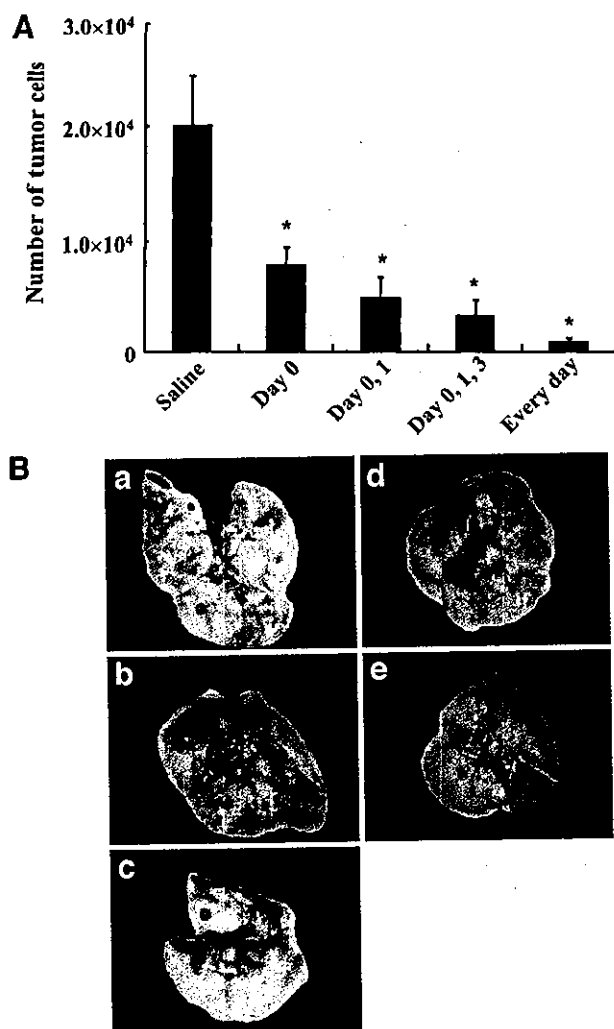 A
3.0×10⁴
2.0×10⁴
1.0×10⁴
0
Number of tumor cells
*
*
*
*
Saline
Day 0
Day 0, 1
Day 0, 1, 3
Every day
B
a
d
b
e
c